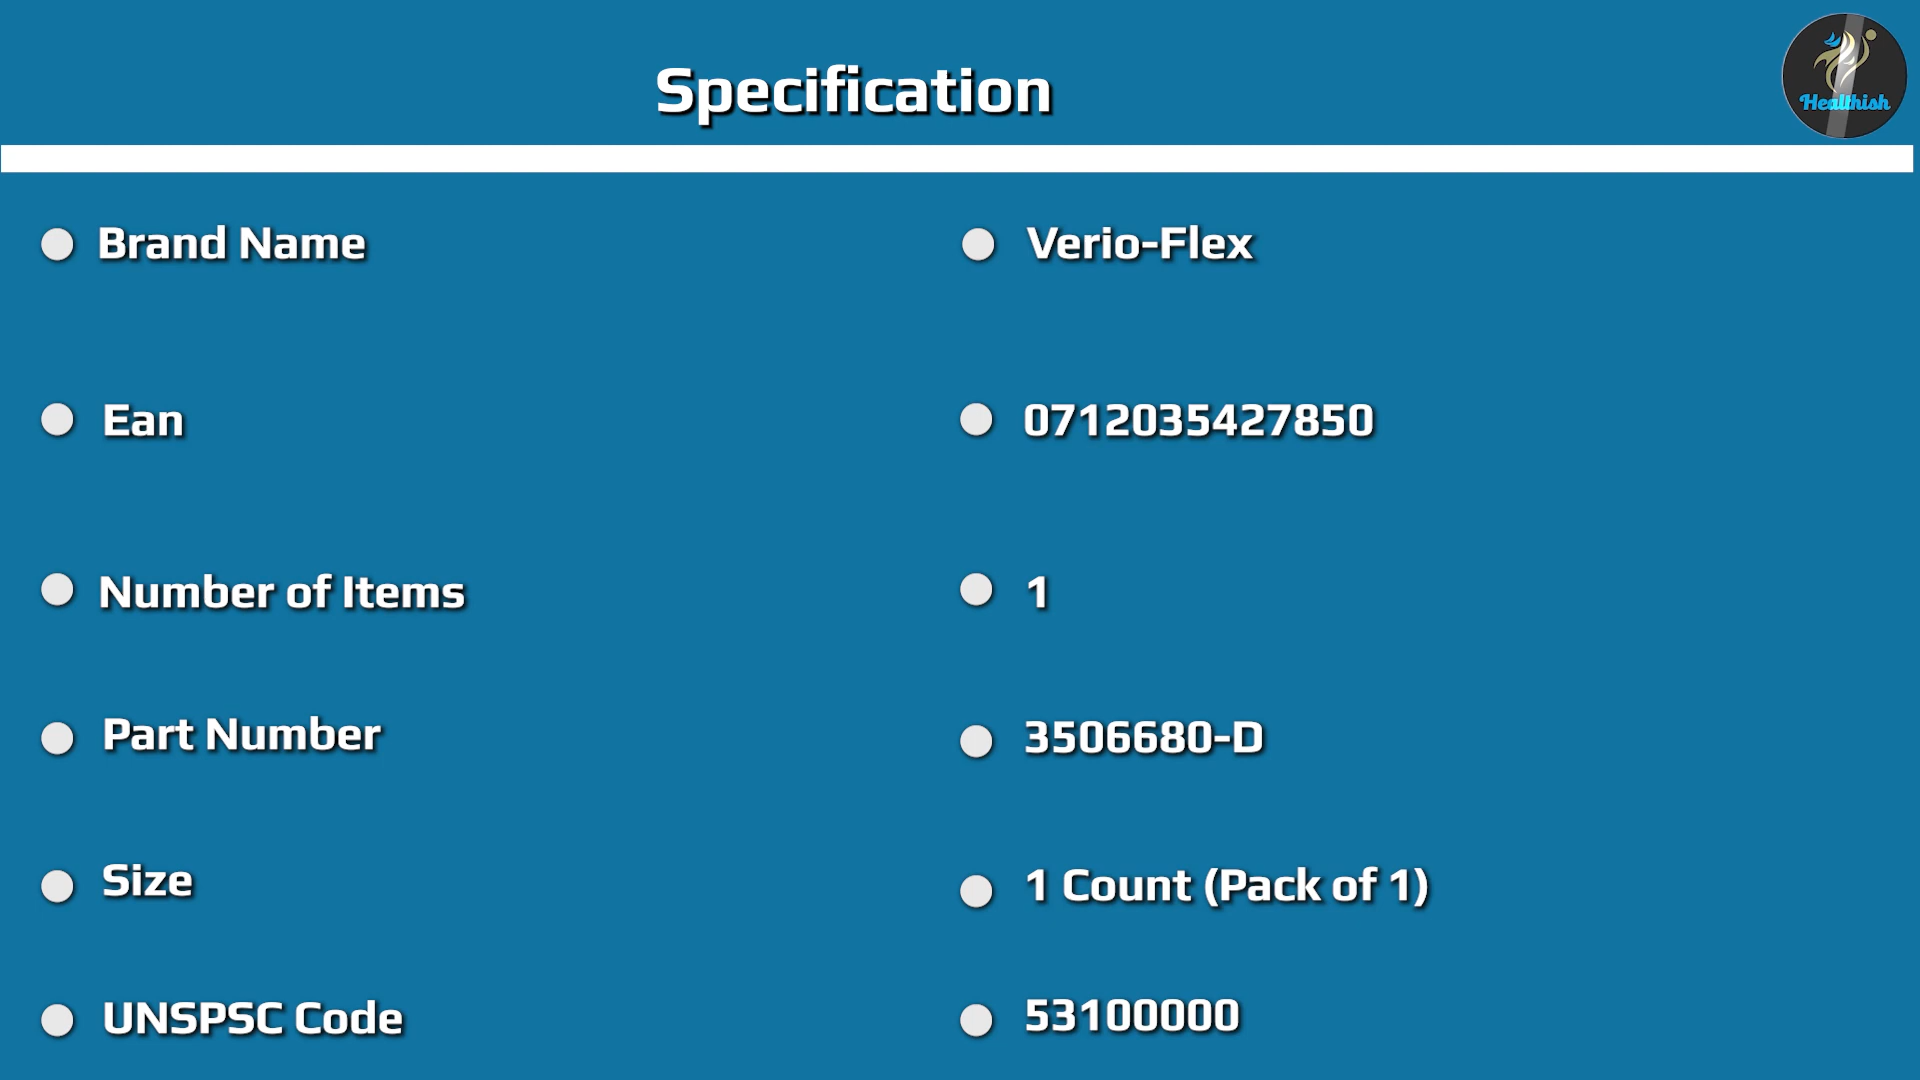 Specification
Healthish
Brand Name
Verio-Flex
Ean
0712035427850
Number of Items
1
Part Number
3506680-D
Size
1 Count (Pack of 1)
UNSPSC Code
53100000